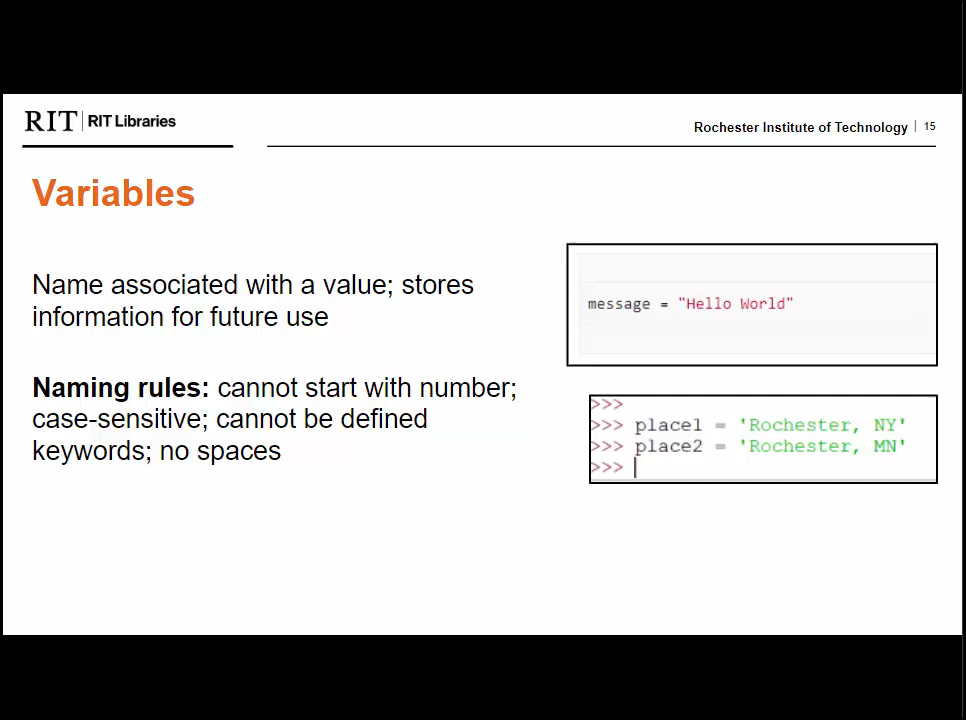 RIT | RIT Libraries
Rochester Institute of Technology | 15
Variables
Name associated with a value; stores
information for future use
Naming rules: cannot start with number;
case-sensitive; cannot be defined
keywords; no spaces
message = "Hello World"
>>>
>>> place1 = 'Rochester, NY'
>>> place2 = 'Rochester, MN'
>>>